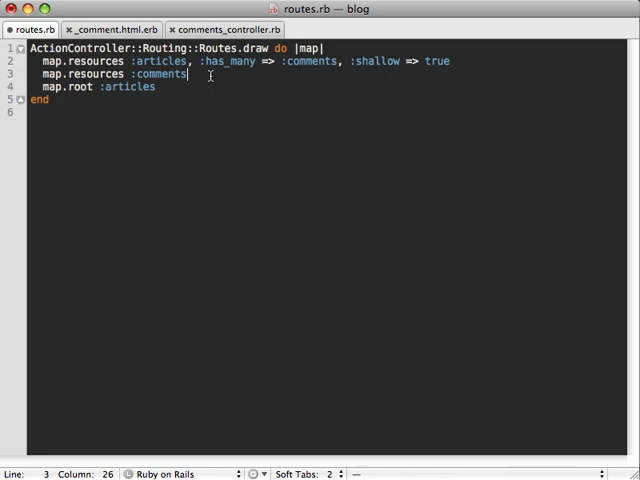 routes.rb — blog
routes.rb
_comment.html.erb
comments_controller.rb
1 ActionController::Routing::Routes.draw do |map|
2 map.resources :articles, :has_many => :comments, :shallow => true
3 map.resources :comments
4 map.root :articles
5 end
6
Line: 3 Column: 26 Ruby on Rails Soft Tabs: 2 —